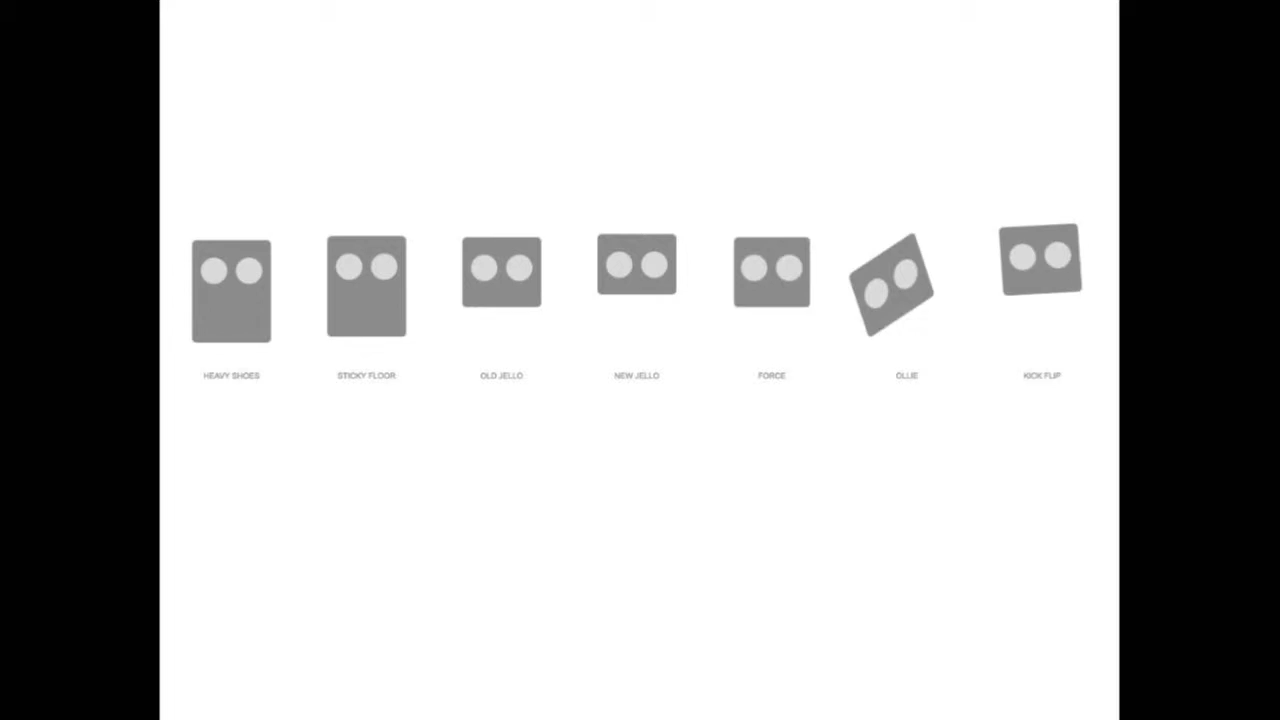 HEAVY SHOES
STICKY FLOOR
OLD JELLO
NEW JELLO
FORCE
OLLIE
KICK FLIP